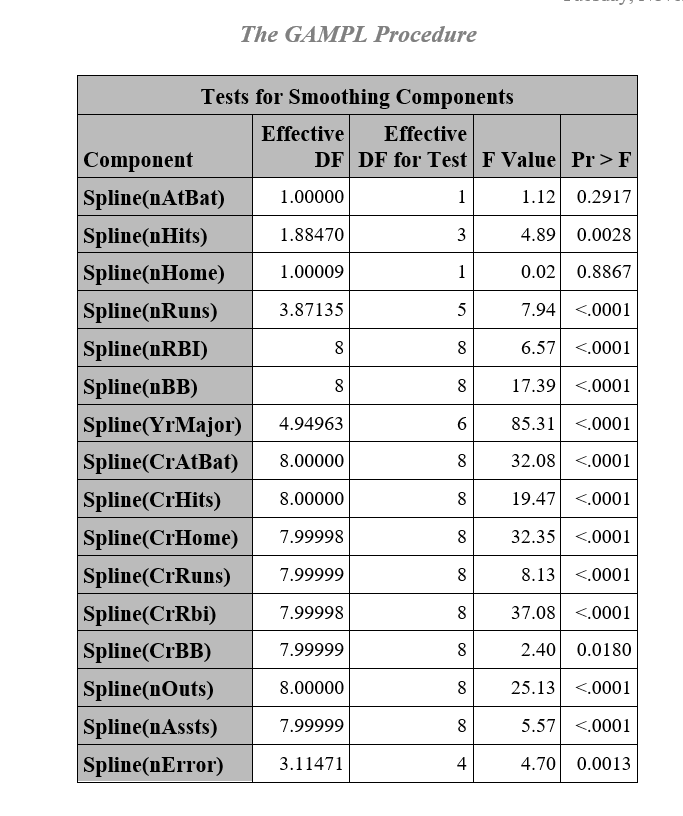 The GAMPL Procedure
Tests for Smoothing Components
Component Effective DF Effective DF for Test F Value Pr > F
Spline(nAtBat) 1.00000 1 1.12 0.2917
Spline(nHits) 1.88470 3 4.89 0.0028
Spline(nHome) 1.00009 1 0.02 0.8867
Spline(nRuns) 3.87135 5 7.94 <.0001
Spline(nRBI) 8 8 6.57 <.0001
Spline(nBB) 8 8 17.39 <.0001
Spline(YrMajor) 4.94963 6 85.31 <.0001
Spline(CrAtBat) 8.00000 8 32.08 <.0001
Spline(CrHits) 8.00000 8 19.47 <.0001
Spline(CrHome) 7.99998 8 32.35 <.0001
Spline(CrRuns) 7.99999 8 8.13 <.0001
Spline(CrRbi) 7.99998 8 37.08 <.0001
Spline(CrBB) 7.99999 8 2.40 0.0180
Spline(nOuts) 8.00000 8 25.13 <.0001
Spline(nAssts) 7.99999 8 5.57 <.0001
Spline(nError) 3.11471 4 4.70 0.0013